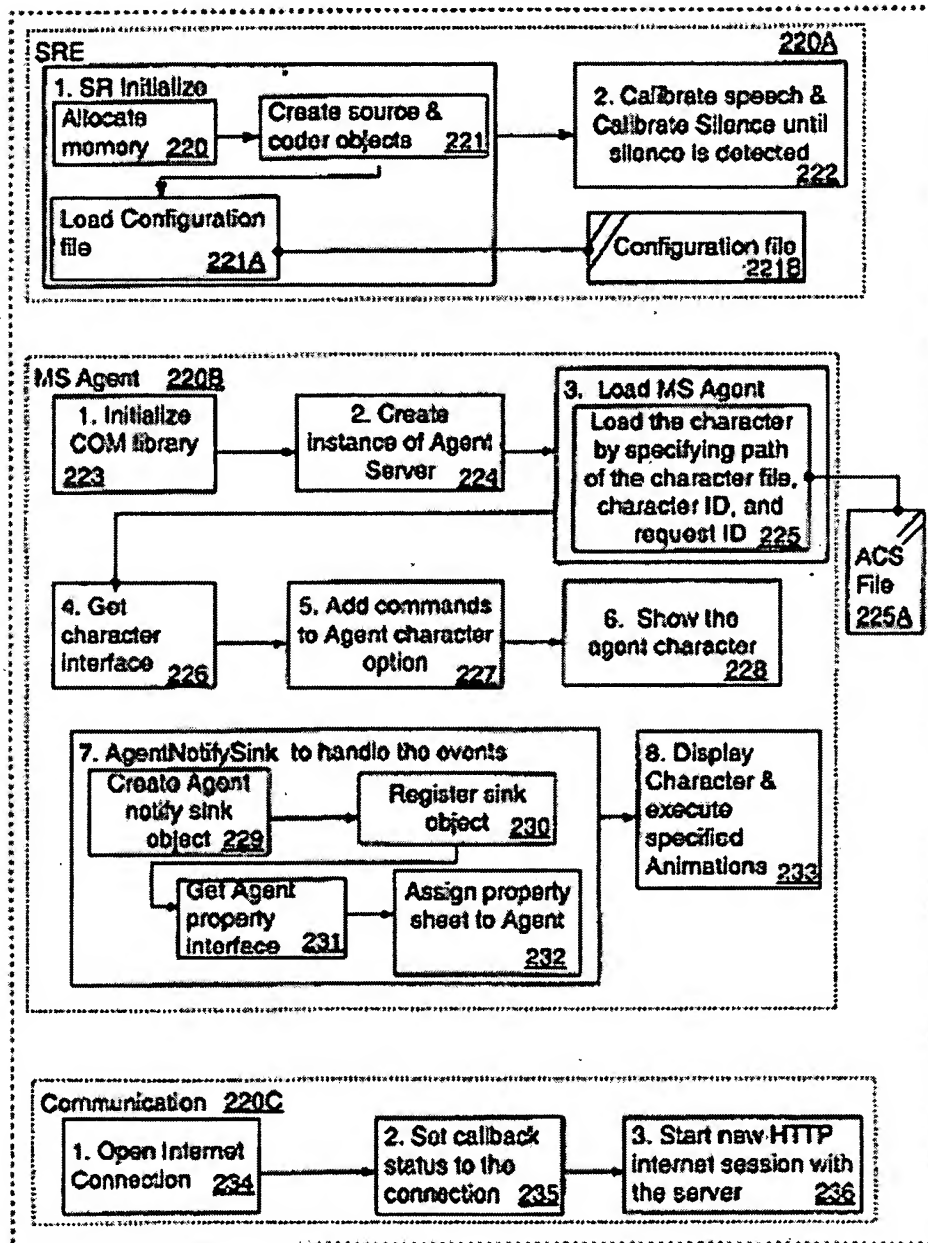 SRE
220A
1. SR Initialize
Allocate
memory 220
Create source &
coder objects 221
2. Calibrate speech &
Calibrate Silence until
silence is detected
222
Load Configuration
file
221A
Configuration file
221B
MS Agent 220B
1. Initialize
COM library
223
2. Create
instance of Agent
Server 224
3. Load MS Agent
Load the character
by specifying path
of the character file,
character ID, and
request ID 225
ACS
File
225A
4. Get
character
interface 226
5. Add commands
to Agent character
option 227
6. Show the
agent character
228
7. AgentNotifySink to handle the events
Create Agent
notify sink
object 229
Register sink
object 230
Get Agent
property
interface 231
Assign property
sheet to Agent
232
8. Display
Character &
execute
specified
Animations 233
Communication 220C
1. Open Internet
Connection 234
2. Set callback
status to the
connection 235
3. Start new HTTP
internet session with
the server 236